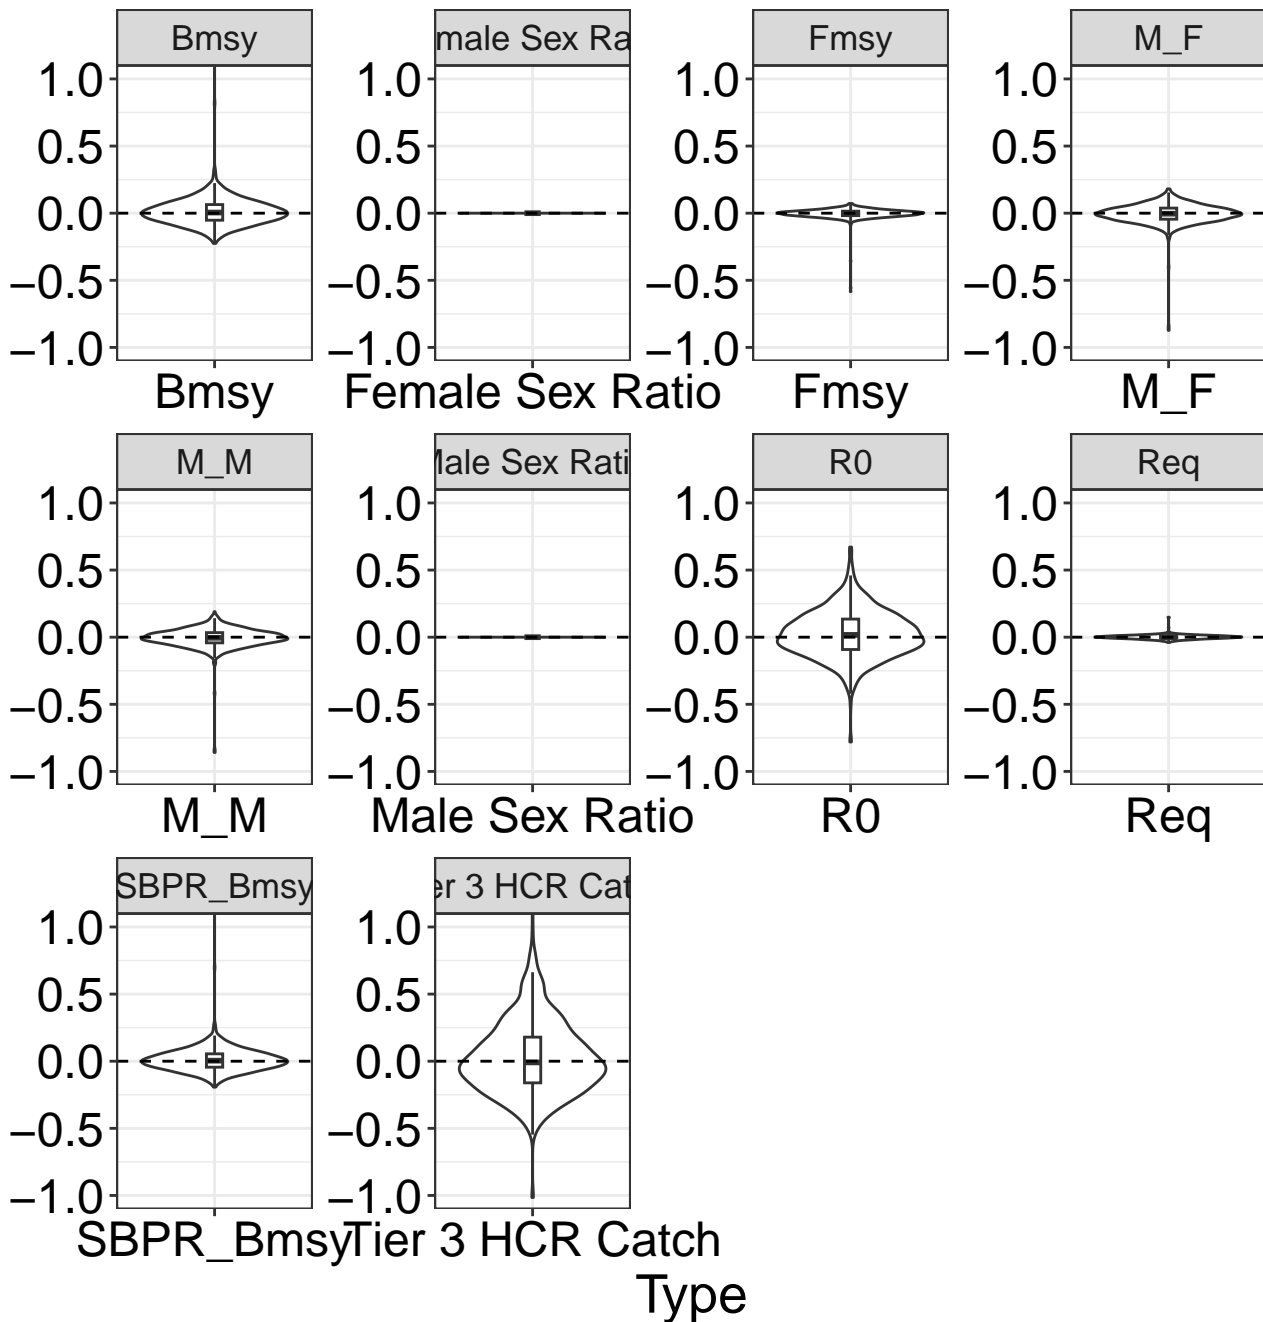 Bmsy
male Sex Ra
Fmsy
M_F
1.0
0.5
0.0
−0.5
−1.0
1.0
0.5
0.0
−0.5
−1.0
1.0
0.5
0.0
−0.5
−1.0
1.0
0.5
0.0
−0.5
−1.0
Bmsy
Female Sex Ratio
Fmsy
M_F
M_M
Male Sex Rati
R0
Req
1.0
0.5
0.0
−0.5
−1.0
1.0
0.5
0.0
−0.5
−1.0
1.0
0.5
0.0
−0.5
−1.0
1.0
0.5
0.0
−0.5
−1.0
M_M
Male Sex Ratio
R0
Req
SBPR_Bmsy
er 3 HCR Cat
1.0
0.5
0.0
−0.5
−1.0
1.0
0.5
0.0
−0.5
−1.0
SBPR_Bmsy
Tier 3 HCR Catch
Type